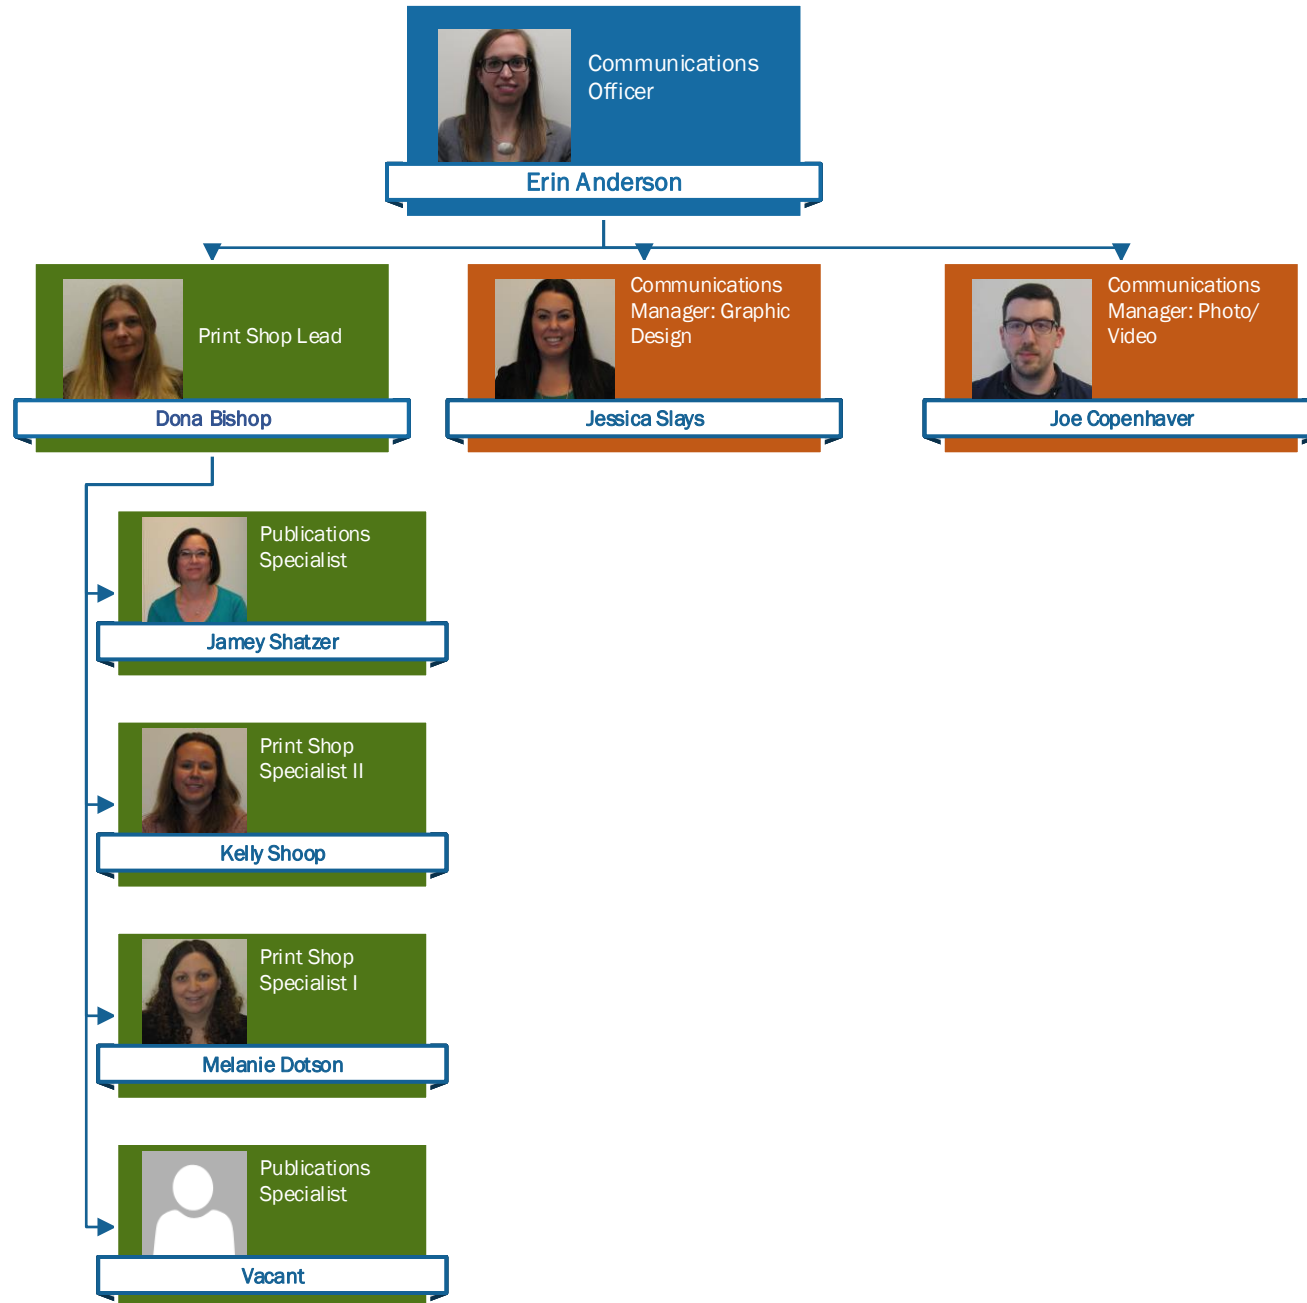 Communications
Officer
Erin Anderson
Print Shop Lead
Dona Bishop
Communications
Manager: Graphic
Design
Jessica Slays
Communications
Manager: Photo/
Video
Joe Copenhaver
Publications
Specialist
Jamey Shatzer
Print Shop
Specialist II
Kelly Shoop
Print Shop
Specialist I
Melanie Dotson
Publications
Specialist
Vacant